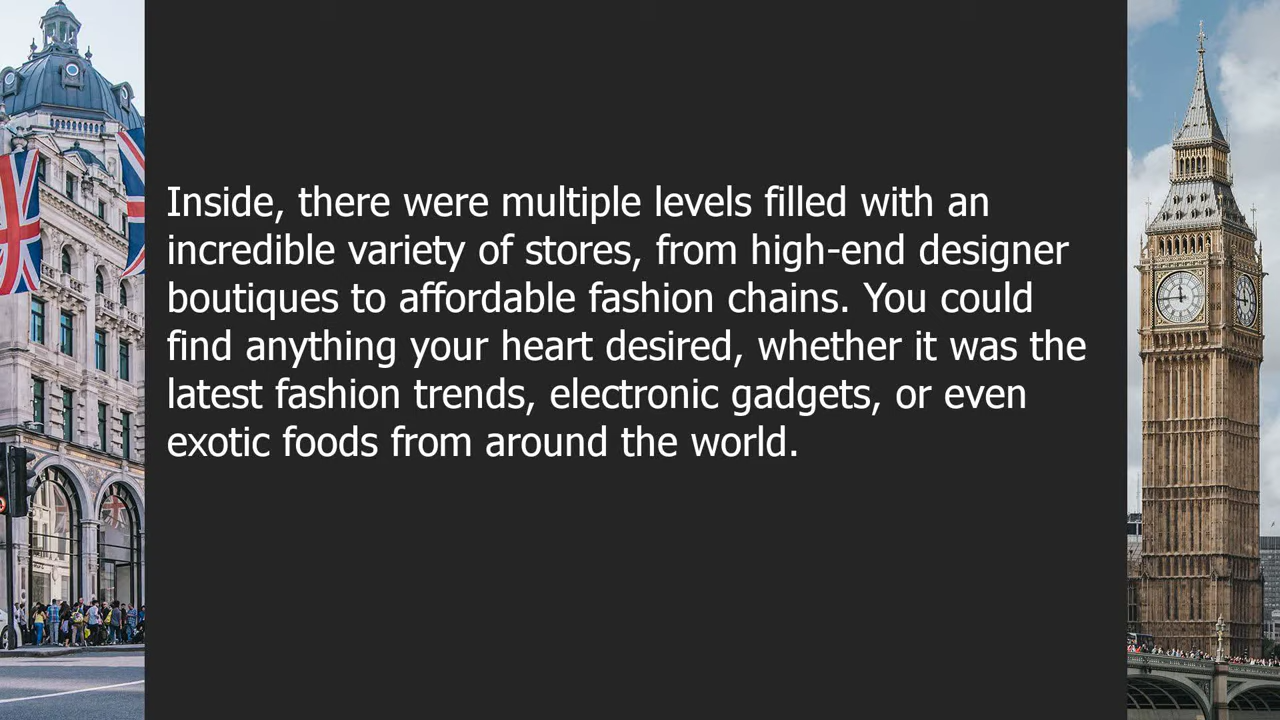 Inside, there were multiple levels filled with an
incredible variety of stores, from high-end designer
boutiques to affordable fashion chains. You could
find anything your heart desired, whether it was the
latest fashion trends, electronic gadgets, or even
exotic foods from around the world.